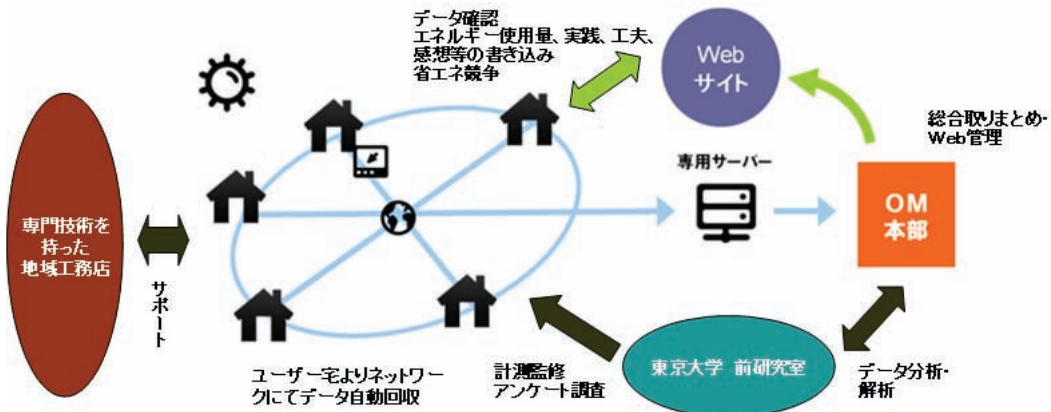 データ確認
エネルギー使用量、実践、工夫、
感想等の書き込み
省エネ競争
Web
サイト
総合取りまとめ・
Web管理
専用サーバー
OM
本部
専門技術を
持った
地域工務店
サポート
ユーザー宅よりネットワー
クにてデータ自動回収
計測監修
アンケート調査
東京大学 前研究室
データ分析・
解析